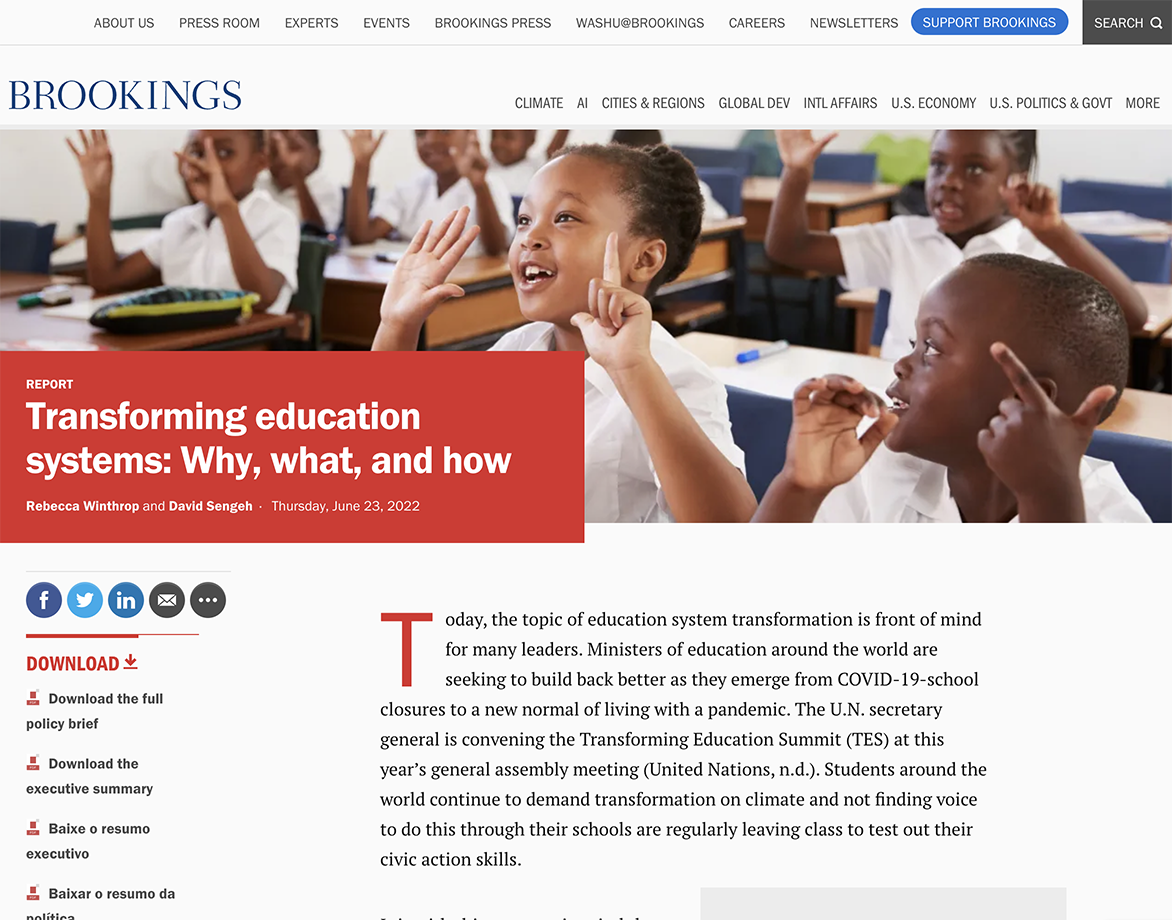 ABOUT US PRESS ROOM EXPERTS EVENTS BROOKINGS PRESS WASHU@BROOKINGS CAREERS NEWSLETTERS SUPPORT BROOKINGS SEARCH
BROOKINGS
CLIMATE AI CITIES & REGIONS GLOBAL DEV INTL AFFAIRS U.S. ECONOMY U.S. POLITICS & GOVT MORE
REPORT
Transforming education
systems: Why, what, and how
Rebecca Winthrop and David Sengeh · Thursday, June 23, 2022
DOWNLOAD
Download the full
policy brief
Download the
executive summary
Baixe o resumo
executivo
Baixar o resumo da
política
Today, the topic of education system transformation is front of mind
for many leaders. Ministers of education around the world are
seeking to build back better as they emerge from COVID-19-school
closures to a new normal of living with a pandemic. The U.N. secretary
general is convening the Transforming Education Summit (TES) at this
year’s general assembly meeting (United Nations, n.d.). Students around the
world continue to demand transformation on climate and not finding voice
to do this through their schools are regularly leaving class to test out their
civic action skills.